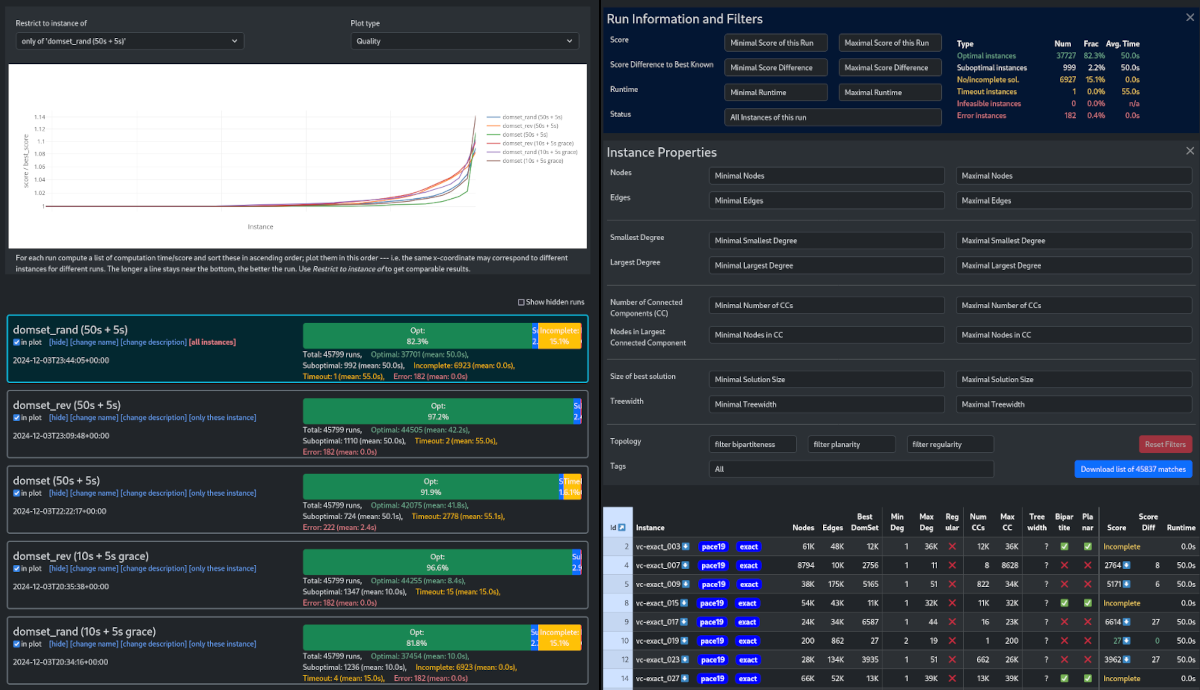 Restrict to instance of
only of 'domset_rand (50s + 5s)'
Plot type
Quality
score / best_score
1.14
1.12
1.1
1.08
1.06
1.04
1.02
1
Instance
domset_rand (50s + 5s)
domset_rev (50s + 5s)
domset (50s + 5s)
domset_rev (10s + 5s grace)
domset_rand (10s + 5s grace)
domset (10s + 5s grace)
For each run compute a list of computation time/score and sort these in ascending order; plot them in this order --- i.e. the same x-coordinate may correspond to different
instances for different runs. The longer a line stays near the bottom, the better the run. Use Restrict to instance of to get comparable results.
Show hidden runs
domset_rand (50s + 5s)
in plot [hide] [change name] [change description] [all instances]
2024-12-03T23:44:05+00:00
Opt:
82.3%
Incomplete:
15.1%
Total: 45799 runs, Optimal: 37701 (mean: 50.0s),
Suboptimal: 992 (mean: 50.0s), Incomplete: 6923 (mean: 0.0s),
Timeout: 1 (mean: 55.0s), Error: 182 (mean: 0.0s)
domset_rev (50s + 5s)
in plot [hide] [change name] [change description] [only these instance]
2024-12-03T23:09:48+00:00
Opt:
97.2%
Total: 45799 runs, Optimal: 44505 (mean: 42.2s),
Suboptimal: 1110 (mean: 50.0s), Timeout: 2 (mean: 55.0s),
Error: 182 (mean: 0.0s)
domset (50s + 5s)
in plot [hide] [change name] [change description] [only these instance]
2024-12-03T22:22:17+00:00
Opt:
91.9%
Total: 45799 runs, Optimal: 42075 (mean: 41.8s),
Suboptimal: 724 (mean: 50.1s), Timeout: 2778 (mean: 55.1s),
Error: 222 (mean: 2.4s)
domset_rev (10s + 5s grace)
in plot [hide] [change name] [change description] [only these instance]
2024-12-03T20:35:38+00:00
Opt:
96.6%
Total: 45799 runs, Optimal: 44255 (mean: 8.4s),
Suboptimal: 1347 (mean: 10.0s), Timeout: 15 (mean: 15.0s),
Error: 182 (mean: 0.0s)
domset_rand (10s + 5s grace)
in plot [hide] [change name] [change description] [only these instance]
2024-12-03T20:34:16+00:00
Opt:
81.8%
Incomplete:
15.1%
Total: 45799 runs, Optimal: 37454 (mean: 10.0s),
Suboptimal: 1236 (mean: 10.0s), Incomplete: 6923 (mean: 0.0s),
Timeout: 4 (mean: 15.0s), Error: 182 (mean: 0.0s)
Run Information and Filters
Score Minimal Score of this Run Maximal Score of this Run
Score Difference to Best Known Minimal Score Difference Maximal Score Difference
Runtime Minimal Runtime Maximal Runtime
Status All Instances of this run
Type Num Frac Avg. Time
Optimal instances 37727 82.3% 50.0s
Suboptimal instances 999 2.2% 50.0s
No/incomplete sol. 6927 15.1% 0.0s
Timeout instances 1 0.0% 55.0s
Infeasible instances 0 0.0% n/a
Error instances 182 0.4% 0.0s
Instance Properties
Nodes Minimal Nodes Maximal Nodes
Edges Minimal Edges Maximal Edges
Smallest Degree Minimal Smallest Degree Maximal Smallest Degree
Largest Degree Minimal Largest Degree Maximal Largest Degree
Number of Connected
Components (CC) Minimal Number of CCs Maximal Number of CCs
Nodes in Largest
Connected Component Minimal Nodes in CC Maximal Nodes in CC
Size of best solution Minimal Solution Size Maximal Solution Size
Treewidth Minimal Treewidth Maximal Treewidth
Topology filter bipartiteness filter planarity filter regularity Reset Filters
Tags All Download list of 45837 matches
Id Instance Nodes Edges Best DomSet Min Deg Max Deg Reg ular Num CCs Max CC Tree width Bipar tite Pla nar Score Score Diff Runtime
2 vc-exact_003 pace19 exact 61K 48K 12K 1 36K 12K 36K ? Incomplete 0.0s
4 vc-exact_007 pace19 exact 8794 10K 2756 1 11 8 8628 ? 2764 8 50.0s
5 vc-exact_009 pace19 exact 38K 175K 5165 1 51 822 34K ? 5171 6 50.0s
8 vc-exact_015 pace19 exact 54K 43K 11K 1 32K 11K 32K ? Incomplete 0.0s
9 vc-exact_017 pace19 exact 24K 34K 6587 1 44 16 23K ? 6614 27 50.0s
10 vc-exact_019 pace19 exact 200 862 27 2 19 1 200 ? 27 0 50.0s
12 vc-exact_023 pace19 exact 28K 134K 3935 1 51 662 26K ? 3962 27 50.0s
14 vc-exact_027 pace19 exact 66K 52K 13K 1 39K 13K 39K ? Incomplete 0.0s